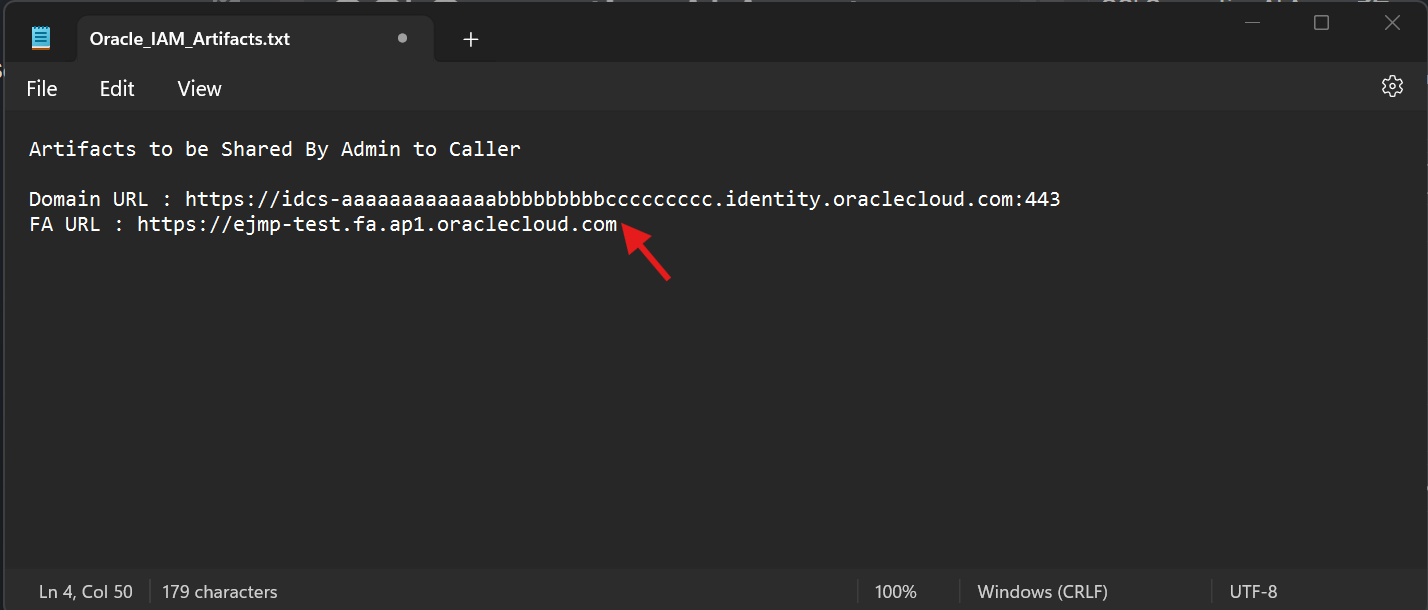 Oracle_IAM_Artifacts.txt
File Edit View
Artifacts to be Shared By Admin to Caller
Domain URL : https://idcs-aaaaaaaaaaaaabbbbbbbbbccccccccc.identity.oraclecloud.com:443
FA URL : https://ejmp-test.fa.ap1.oraclecloud.com
Ln 4, Col 50 179 characters 100% Windows (CRLF) UTF-8